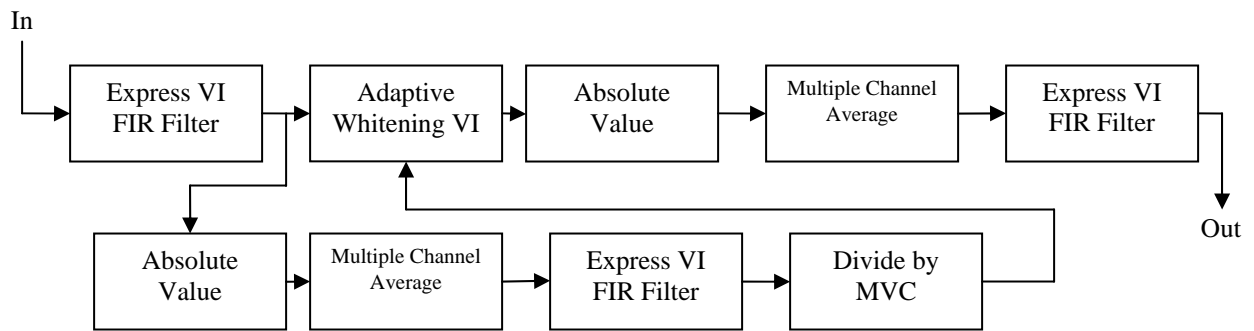 In
Express VI
FIR Filter
Adaptive
Whitening VI
Absolute
Value
Multiple Channel
Average
Express VI
FIR Filter
Out
Absolute
Value
Multiple Channel
Average
Express VI
FIR Filter
Divide by
MVC